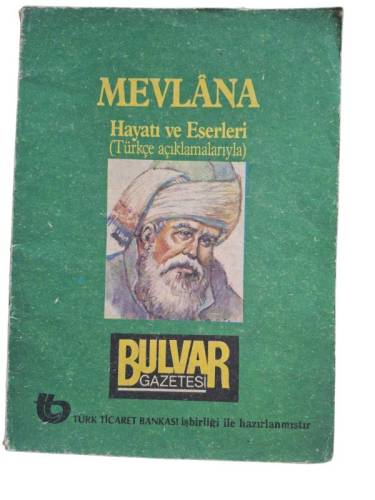 MEVLÂNA
Hayatı ve Eserleri
(Türkçe açıklamalarıyla)
BULVAR
GAZETESİ
TÜRK TİCARET BANKASI işbirliği ile hazırlanmıştır